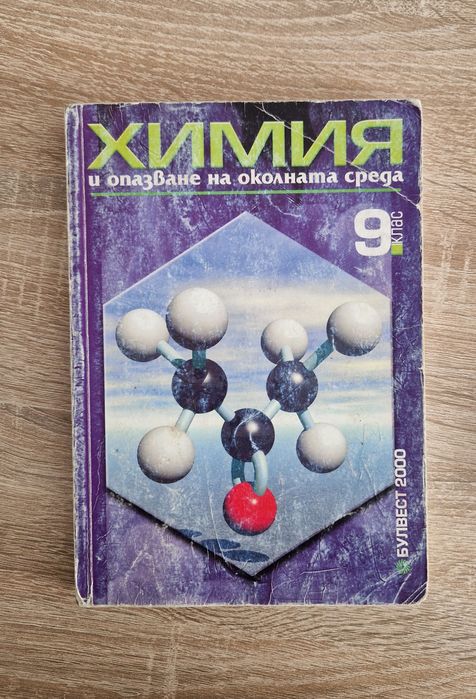 ХИМИЯ
и опазване на околната среда
9 клас
БУЛВЕСТ 2000